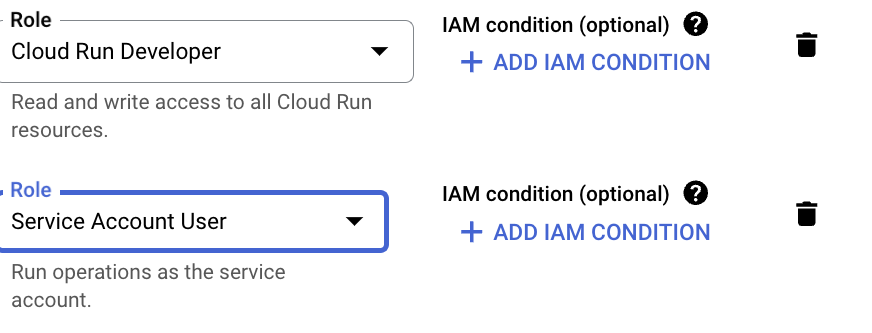 Role
Cloud Run Developer
IAM condition (optional) ?
+ ADD IAM CONDITION
Read and write access to all Cloud Run
resources.
Role
Service Account User
IAM condition (optional) ?
+ ADD IAM CONDITION
Run operations as the service
account.